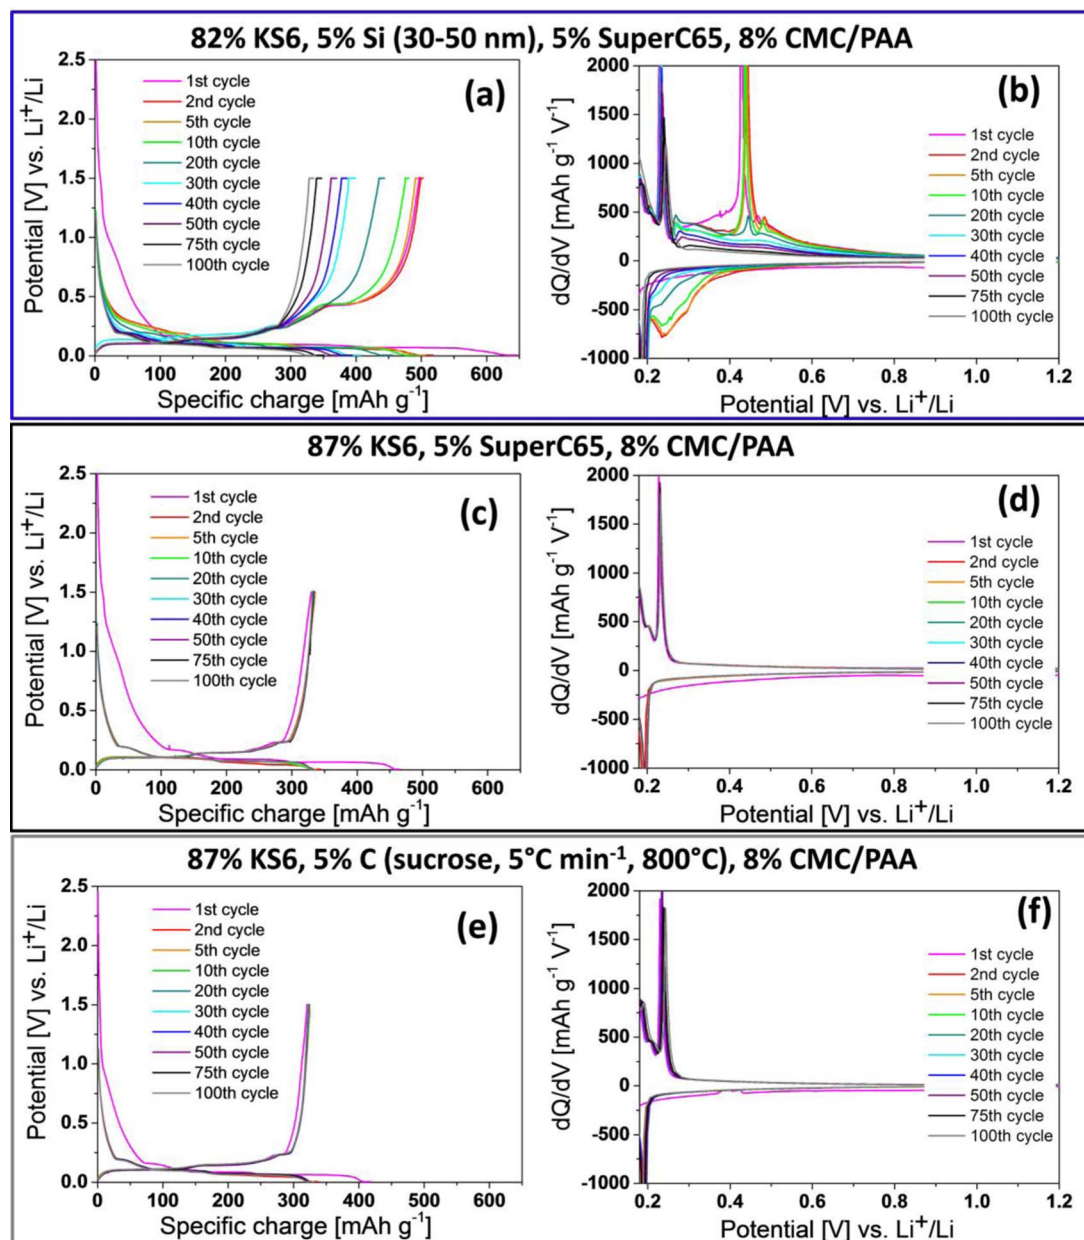 82% KS6, 5% Si (30-50 nm), 5% SuperC65, 8% CMC/PAA
(a)
Potential [V] vs. Li⁺/Li
2.5
2.0
1.5
1.0
0.5
0.0
1st cycle
2nd cycle
5th cycle
10th cycle
20th cycle
30th cycle
40th cycle
50th cycle
75th cycle
100th cycle
0 100 200 300 400 500 600
Specific charge [mAh g⁻¹]
(b)
dQ/dV [mAh g⁻¹ V⁻¹]
2000
1500
1000
500
0
-500
-1000
1st cycle
2nd cycle
5th cycle
10th cycle
20th cycle
30th cycle
40th cycle
50th cycle
75th cycle
100th cycle
0.2 0.4 0.6 0.8 1.0 1.2
Potential [V] vs. Li⁺/Li
87% KS6, 5% SuperC65, 8% CMC/PAA
(c)
Potential [V] vs. Li⁺/Li
2.5
2.0
1.5
1.0
0.5
0.0
1st cycle
2nd cycle
5th cycle
10th cycle
20th cycle
30th cycle
40th cycle
50th cycle
75th cycle
100th cycle
0 100 200 300 400 500 600
Specific charge [mAh g⁻¹]
(d)
dQ/dV [mAh g⁻¹ V⁻¹]
2000
1500
1000
500
0
-500
-1000
1st cycle
2nd cycle
5th cycle
10th cycle
20th cycle
30th cycle
40th cycle
50th cycle
75th cycle
100th cycle
0.2 0.4 0.6 0.8 1.0 1.2
Potential [V] vs. Li⁺/Li
87% KS6, 5% C (sucrose, 5°C min⁻¹, 800°C), 8% CMC/PAA
(e)
Potential [V] vs. Li⁺/Li
2.5
2.0
1.5
1.0
0.5
0.0
1st cycle
2nd cycle
5th cycle
10th cycle
20th cycle
30th cycle
40th cycle
50th cycle
75th cycle
100th cycle
0 100 200 300 400 500 600
Specific charge [mAh g⁻¹]
(f)
dQ/dV [mAh g⁻¹ V⁻¹]
2000
1500
1000
500
0
-500
-1000
1st cycle
2nd cycle
5th cycle
10th cycle
20th cycle
30th cycle
40th cycle
50th cycle
75th cycle
100th cycle
0.2 0.4 0.6 0.8 1.0 1.2
Potential [V] vs. Li⁺/Li